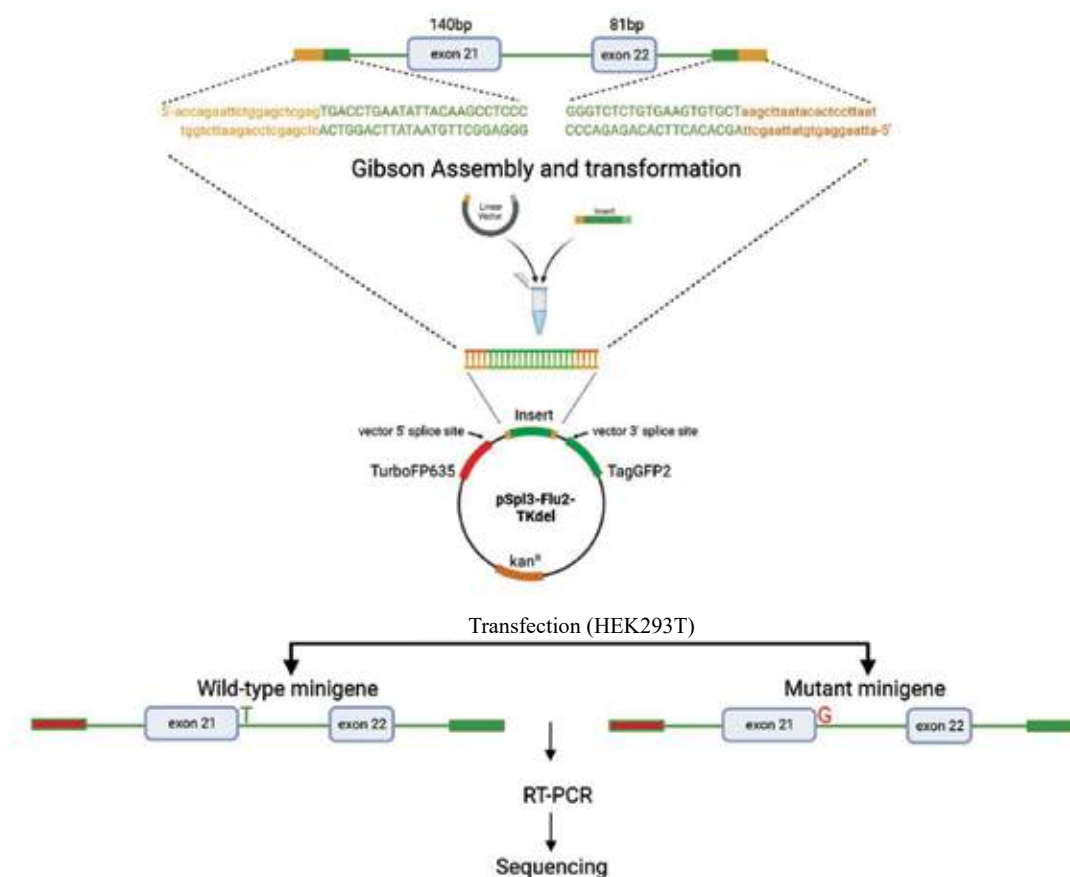 140bp 81bp
exon 21 exon 22
5'-accagaattctggagctcgagTGACCTGAATATTACAAGCCTCCC GGGTCTCTGTGAAGTGTGCTaagcttaatacactccttaat
tggtcttaagacctcgagctcACTGGACTTATAATGTTCGGAGGG CCCAGAGACACTTCACACGAttcgaattatgtgaggaatta-5'
Gibson Assembly and transformation
Linear
Vector
Insert
Insert
vector 5' splice site vector 3' splice site
TurboFP635 TagGFP2
pSpl3-Flu2-
TKdel
kanᴿ
Transfection (HEK293T)
Wild-type minigene Mutant minigene
exon 21 T exon 22 exon 21 G exon 22
RT-PCR
Sequencing